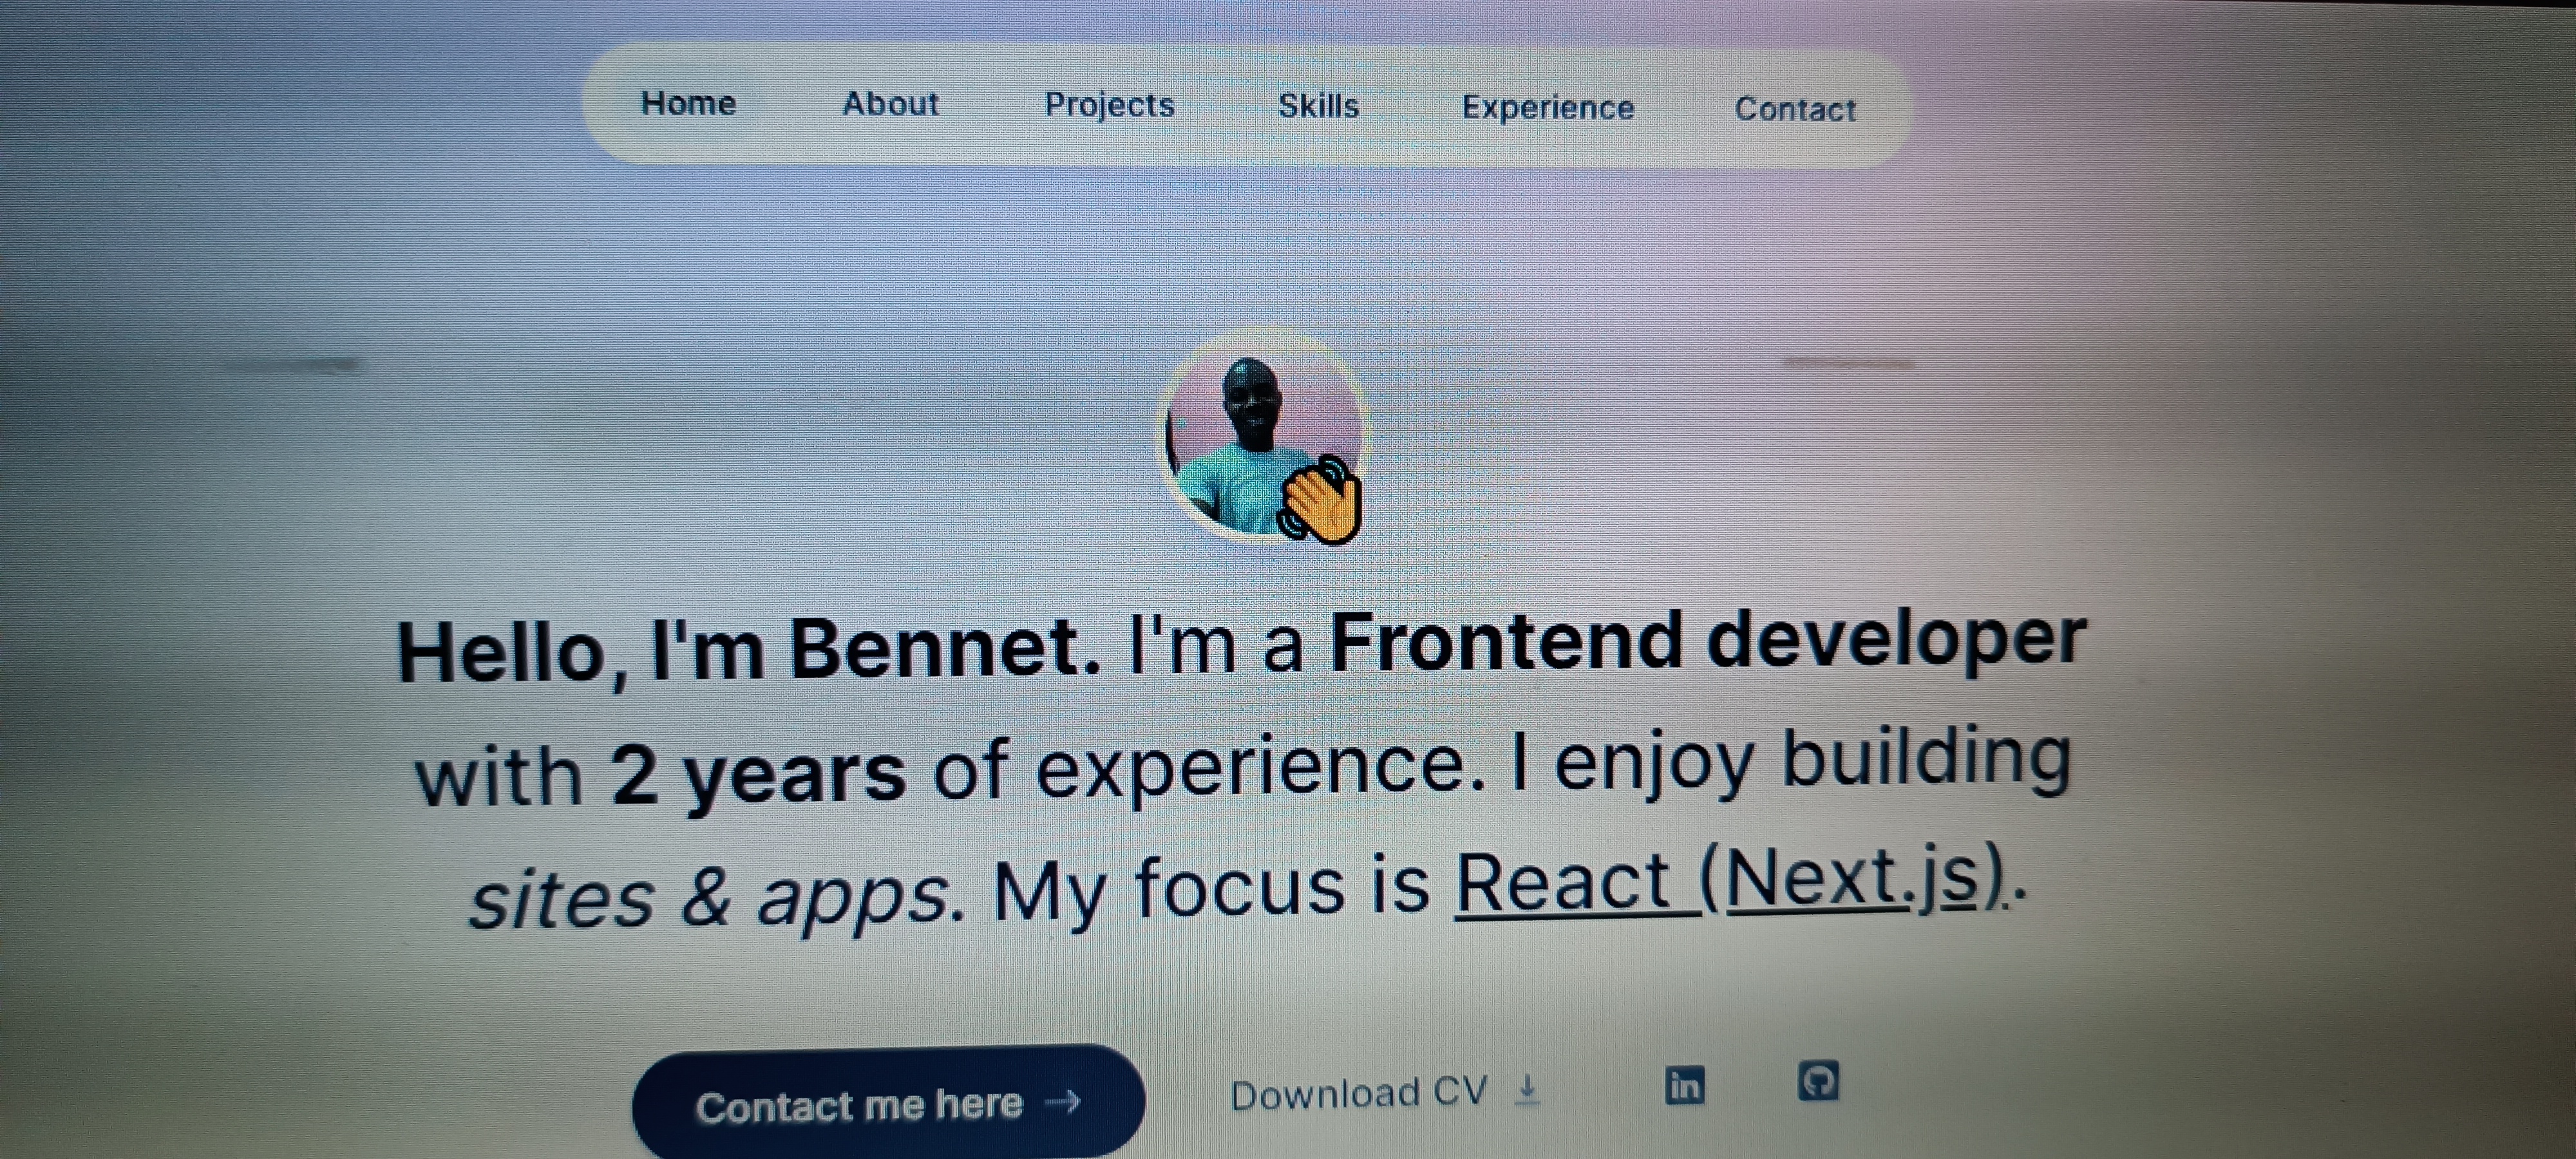 Home About Projects Skills Experience Contact
Hello, I'm Bennet. I'm a Frontend developer
with 2 years of experience. I enjoy building
sites & apps. My focus is React (Next.js).
Contact me here → Download CV in